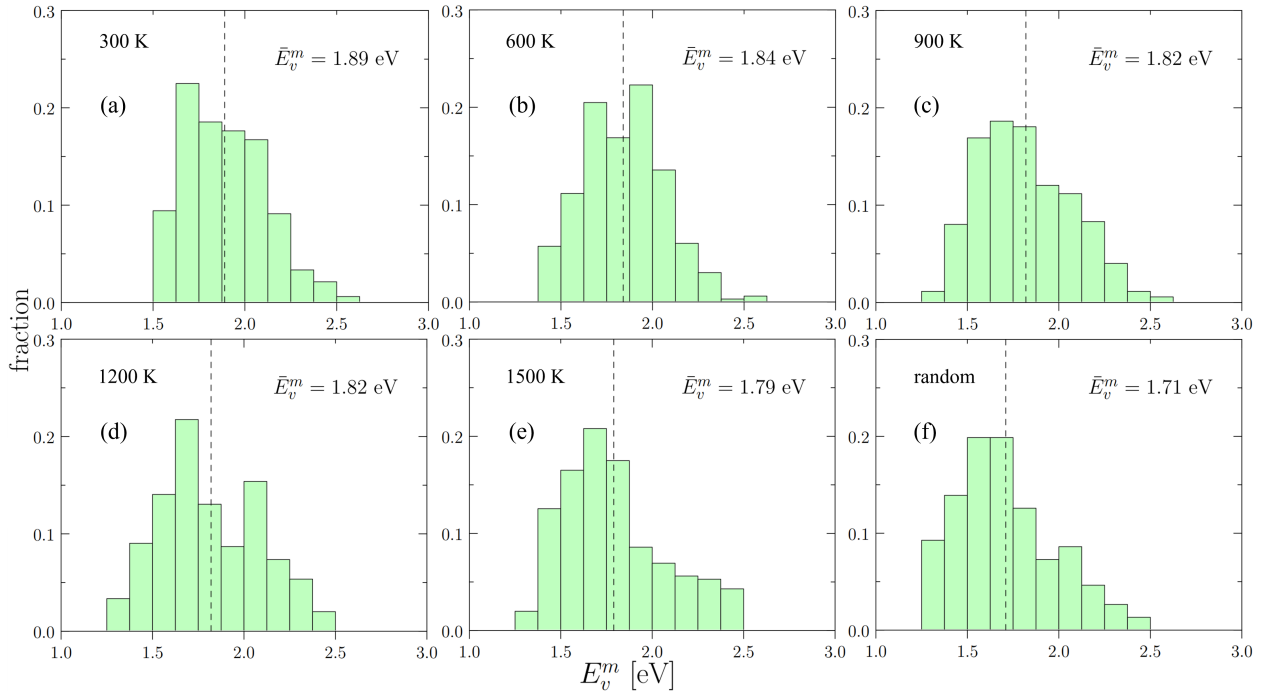 300 K
Ē_v^m = 1.89 eV
(a)
0.3
0.2
0.1
0.0
1.0 1.5 2.0 2.5 3.0
600 K
Ē_v^m = 1.84 eV
(b)
0.3
0.2
0.1
0.0
1.0 1.5 2.0 2.5 3.0
900 K
Ē_v^m = 1.82 eV
(c)
0.3
0.2
0.1
0.0
1.0 1.5 2.0 2.5 3.0
fraction
1200 K
Ē_v^m = 1.82 eV
(d)
0.3
0.2
0.1
0.0
1.0 1.5 2.0 2.5 3.0
1500 K
Ē_v^m = 1.79 eV
(e)
0.3
0.2
0.1
0.0
1.0 1.5 2.0 2.5 3.0
random
Ē_v^m = 1.71 eV
(f)
0.3
0.2
0.1
0.0
1.0 1.5 2.0 2.5 3.0
E_v^m [eV]